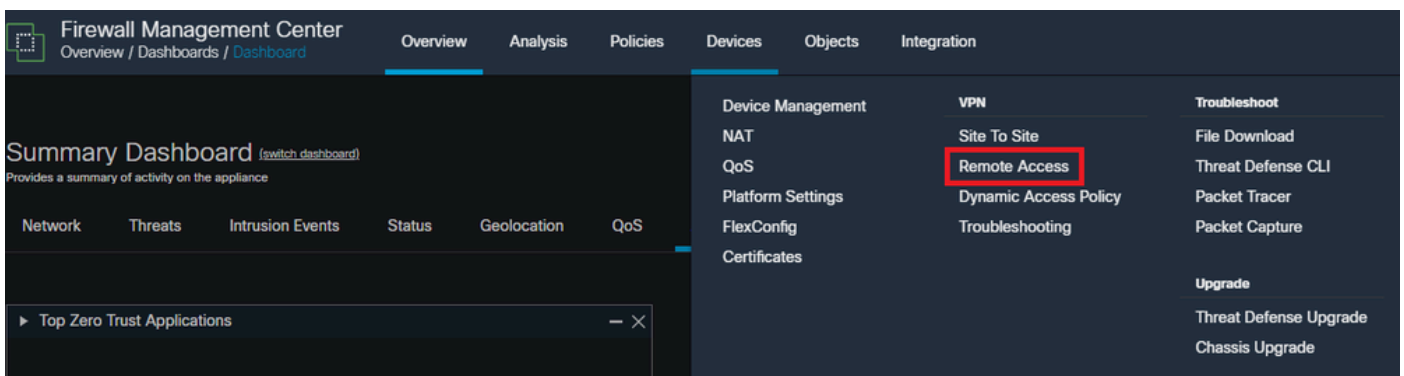 Firewall Management Center
Overview / Dashboards / Dashboard
Overview Analysis Policies Devices Objects Integration
Summary Dashboard (switch dashboard)
Provides a summary of activity on the appliance
Network Threats Intrusion Events Status Geolocation QoS
Top Zero Trust Applications
Device Management
NAT
QoS
Platform Settings
FlexConfig
Certificates
VPN
Site To Site
Remote Access
Dynamic Access Policy
Troubleshooting
Troubleshoot
File Download
Threat Defense CLI
Packet Tracer
Packet Capture
Upgrade
Threat Defense Upgrade
Chassis Upgrade